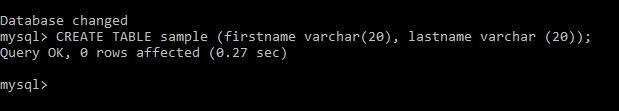 Database changed
mysql> CREATE TABLE sample (firstname varchar(20), lastname varchar (20));
Query OK, 0 rows affected (0.27 sec)
mysql>